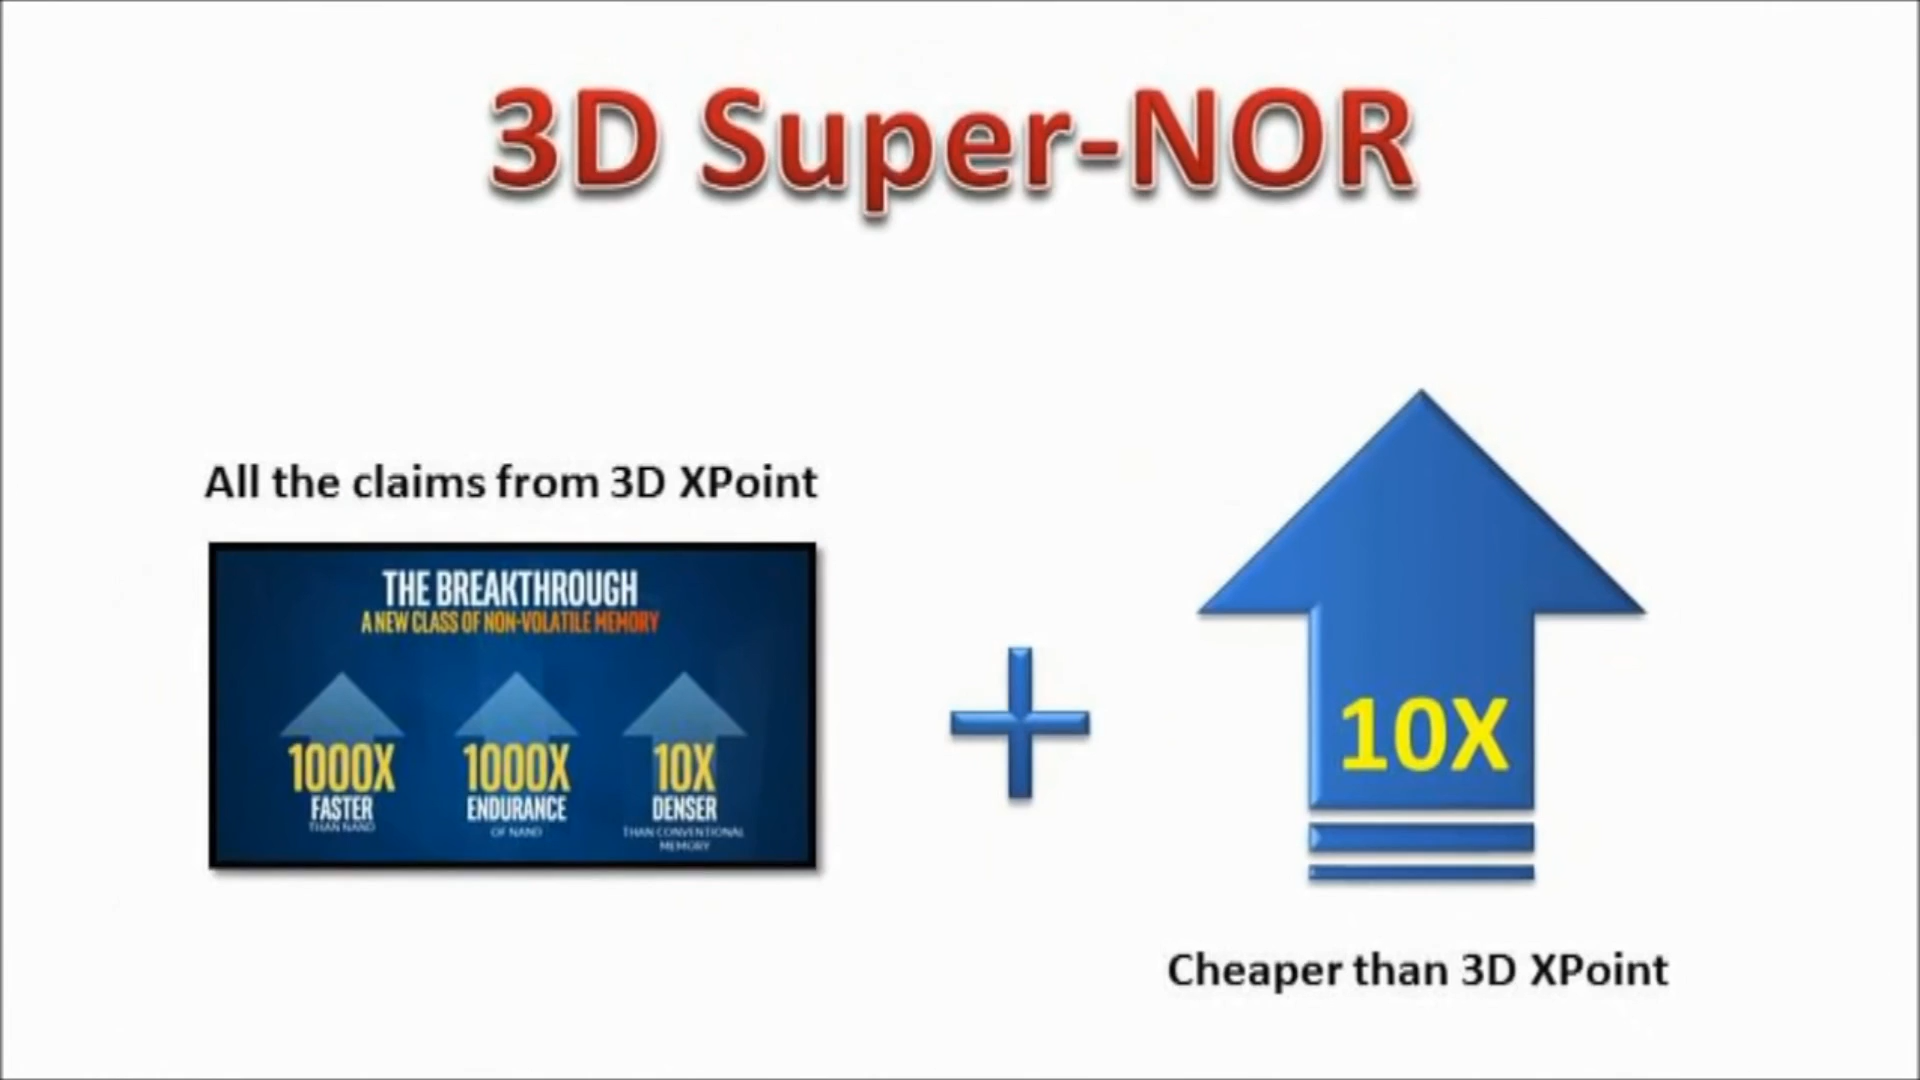 3D Super-NOR
All the claims from 3D XPoint
THE BREAKTHROUGH
A NEW CLASS OF NON-VOLATILE MEMORY
1000X
FASTER
THAN NAND
1000X
ENDURANCE
OF NAND
10X
DENSER
THAN CONVENTIONAL
MEMORY
10X
Cheaper than 3D XPoint